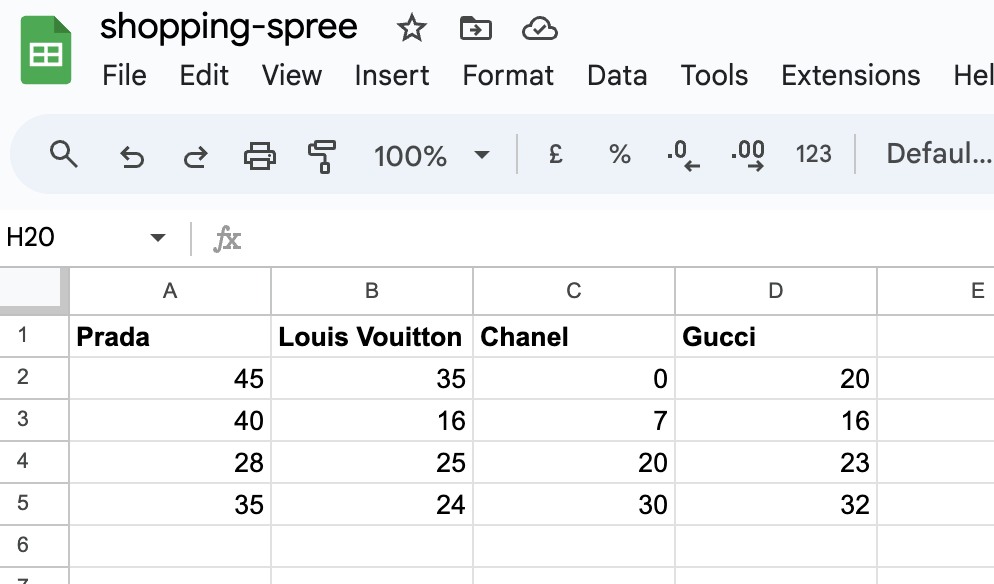 shopping-spree
File Edit View Insert Format Data Tools Extensions Hel
100% £ % .0 .00 123 Defaul...
H20 fx
A B C D E
1 Prada Louis Vouitton Chanel Gucci
2 45 35 0 20
3 40 16 7 16
4 28 25 20 23
5 35 24 30 32
6
7